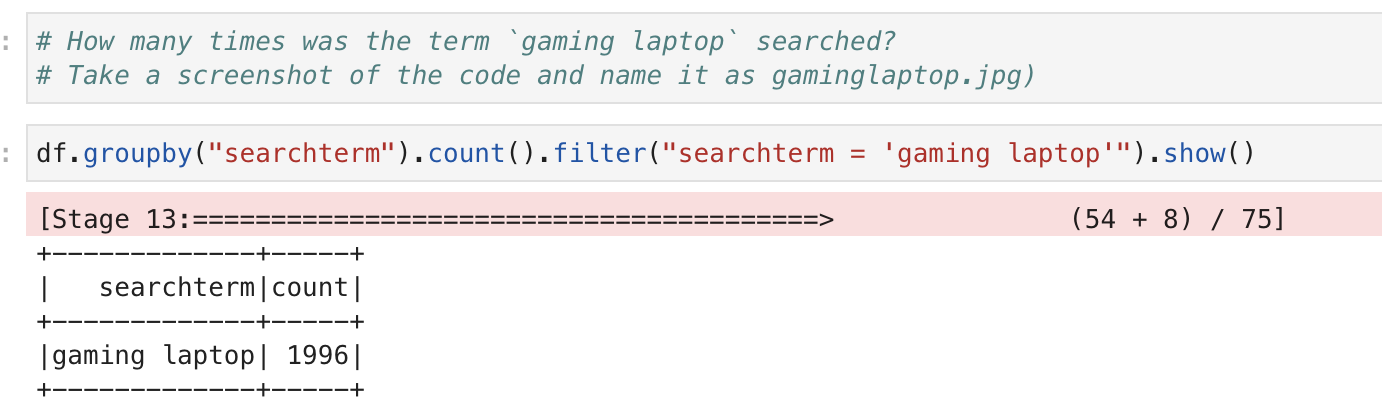 : # How many times was the term `gaming laptop` searched?
# Take a screenshot of the code and name it as gaminglaptop.jpg)
: df.groupby("searchterm").count().filter("searchterm = 'gaming laptop'").show()
[Stage 13:========================================>               (54 + 8) / 75]
+-------------+-----+
|   searchterm|count|
+-------------+-----+
|gaming laptop| 1996|
+-------------+-----+